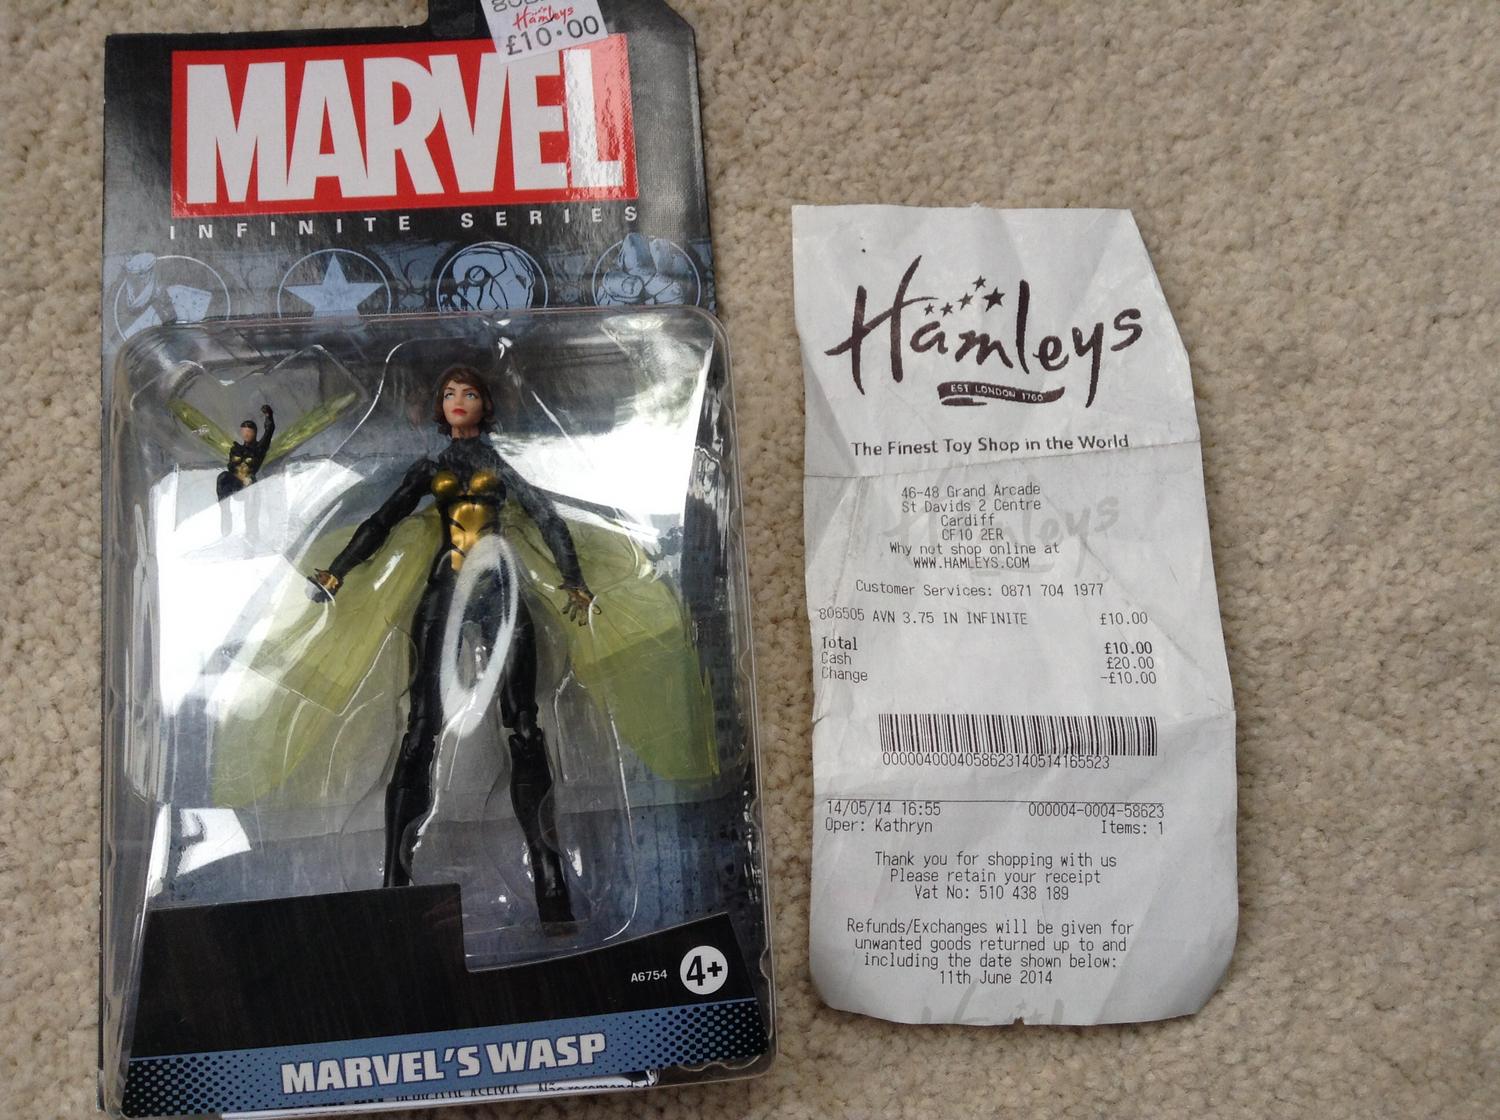 Hamleys
£10.00
MARVEL
INFINITE SERIES
A6754
4+
MARVEL'S WASP
Hamleys
EST LONDON 1760
The Finest Toy Shop in the World
46-48 Grand Arcade
St Davids 2 Centre
Cardiff
CF10 2ER
Why not shop online at
WWW.HAMLEYS.COM
Customer Services: 0871 704 1977
806505 AVN 3.75 IN INFINITE £10.00
Total £10.00
Cash £20.00
Change -£10.00
0000040004058623140514165523
14/05/14 16:55 000004-0004-58623
Oper: Kathryn Items: 1
Thank you for shopping with us
Please retain your receipt
Vat No: 510 438 189
Refunds/Exchanges will be given for
unwanted goods returned up to and
including the date shown below:
11th June 2014